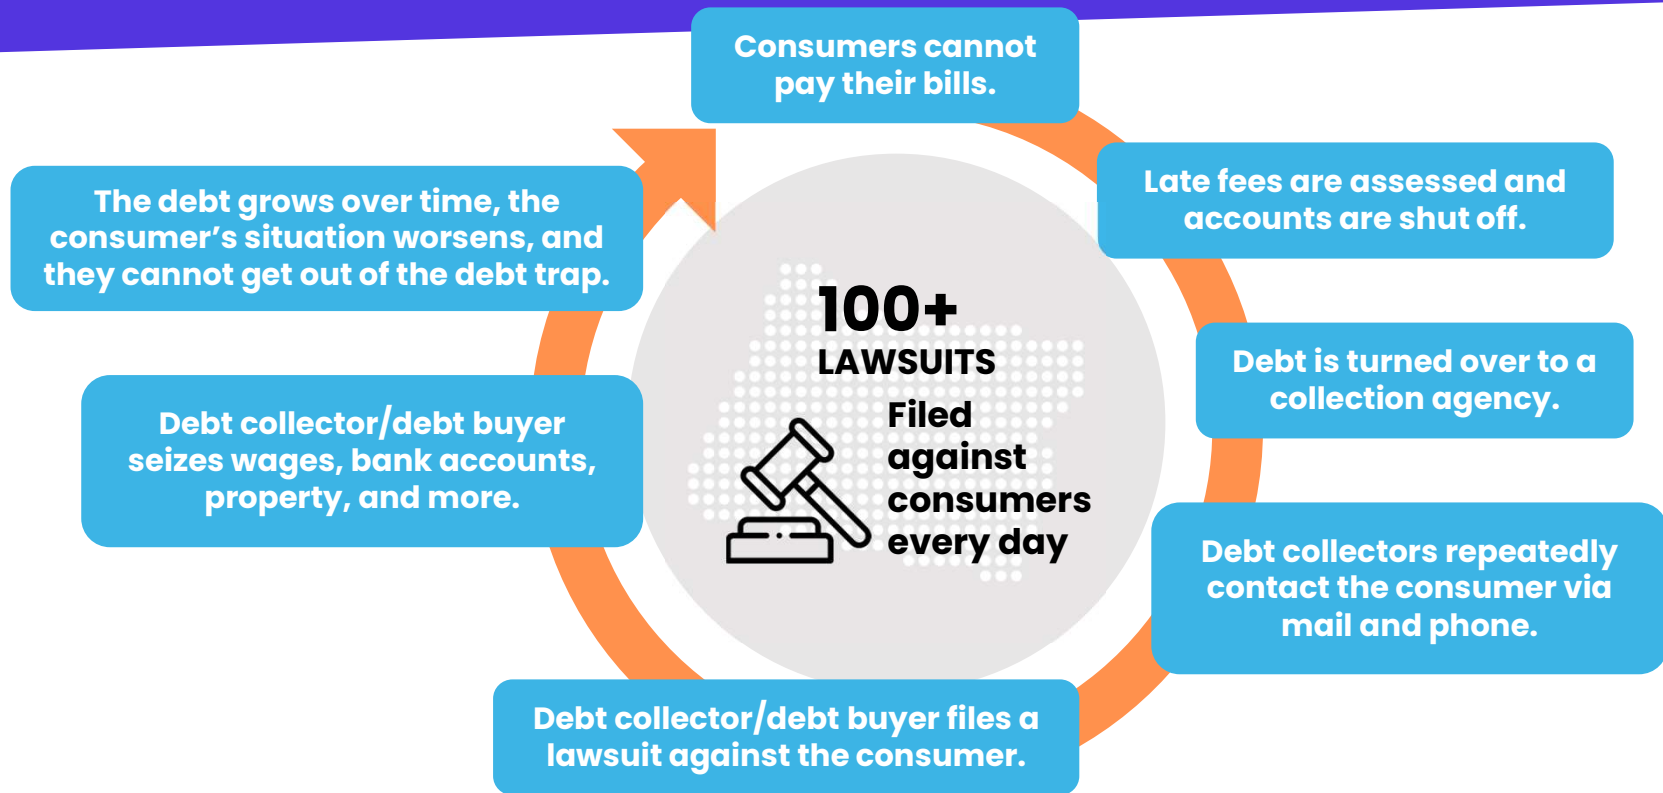 Consumers cannot
pay their bills.
Late fees are assessed and
accounts are shut off.
Debt is turned over to a
collection agency.
Debt collectors repeatedly
contact the consumer via
mail and phone.
Debt collector/debt buyer files a
lawsuit against the consumer.
Debt collector/debt buyer
seizes wages, bank accounts,
property, and more.
The debt grows over time, the
consumer’s situation worsens, and
they cannot get out of the debt trap.
100+
LAWSUITS
Filed
against
consumers
every day